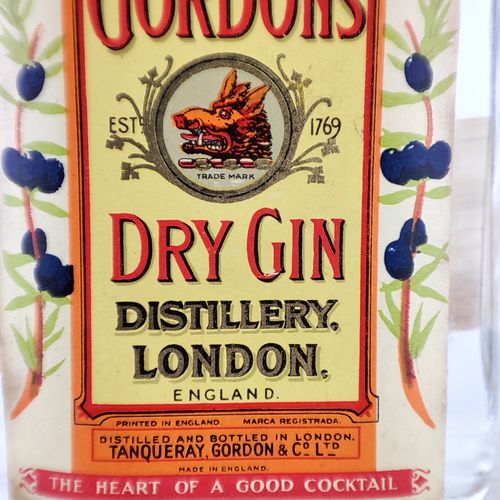 GORDON'S
EST. 1769
TRADE MARK
DRY GIN
DISTILLERY,
LONDON,
ENGLAND.
PRINTED IN ENGLAND MARCA REGISTRADA.
DISTILLED AND BOTTLED IN LONDON.
TANQUERAY, GORDON & Co LTD
MADE IN ENGLAND.
THE HEART OF A GOOD COCKTAIL